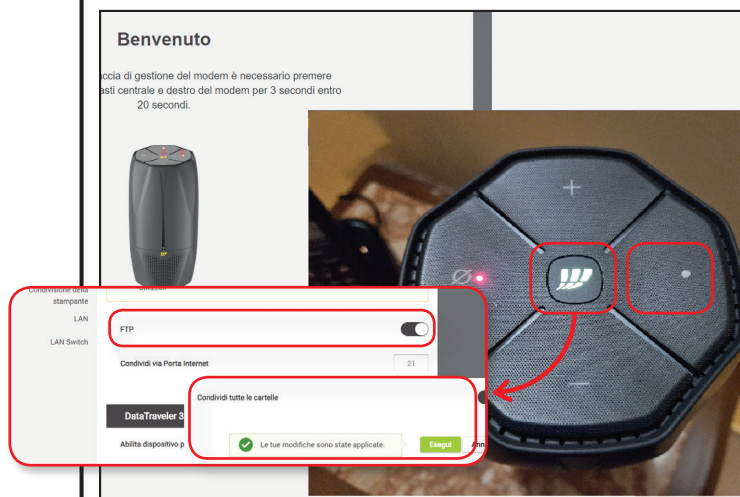 Benvenuto
accia di gestione del modem è necessario premere
asti centrale e destro del modem per 3 secondi entro
20 secondi.
Condivisione della
stampante
LAN
LAN Switch
FTP
Condividi via Porta Internet
21
Condividi tutte le cartelle
DataTraveler 3
Abilita dispositivo p
Le tue modifiche sono state applicate.
Esegui
Ann